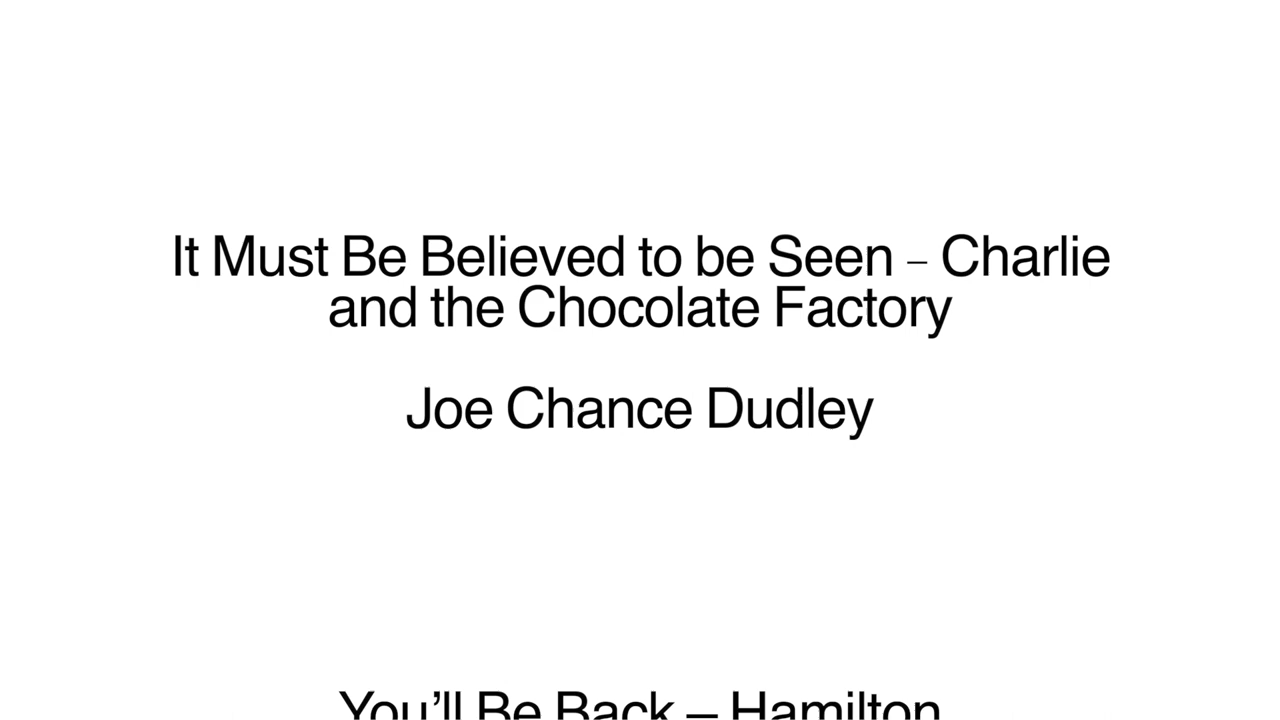 It Must Be Believed to be Seen – Charlie
and the Chocolate Factory
Joe Chance Dudley
You’ll Be Back – Hamilton